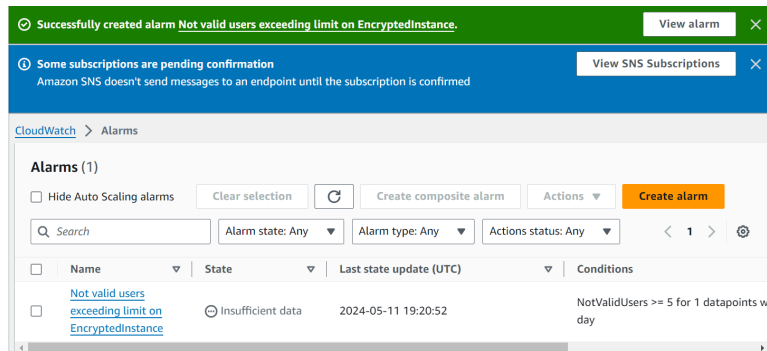 Successfully created alarm Not valid users exceeding limit on EncryptedInstance.
View alarm
Some subscriptions are pending confirmation
Amazon SNS doesn't send messages to an endpoint until the subscription is confirmed
View SNS Subscriptions
CloudWatch > Alarms
Alarms (1)
Hide Auto Scaling alarms
Clear selection
Create composite alarm
Actions
Create alarm
Search
Alarm state: Any
Alarm type: Any
Actions status: Any
1
Name
State
Last state update (UTC)
Conditions
Not valid users
exceeding limit on
EncryptedInstance
Insufficient data
2024-05-11 19:20:52
NotValidUsers >= 5 for 1 datapoints w
day